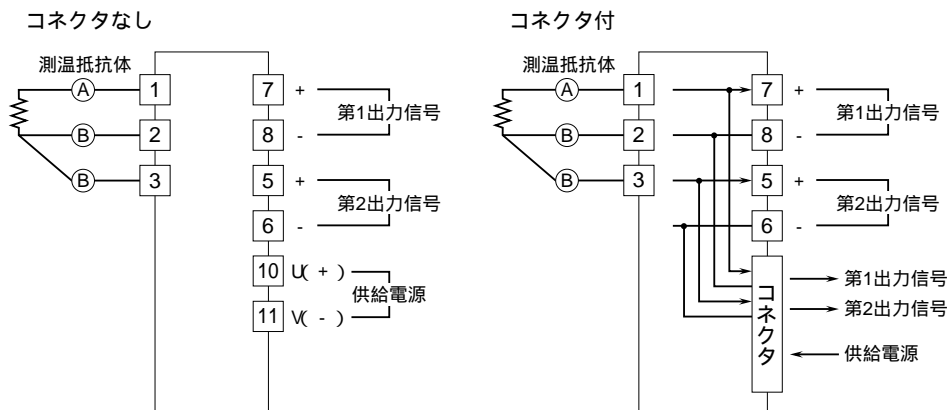 コネクタなし
測温抵抗体
A
B
B
1
2
3
7 +
8 -
第1出力信号
5 +
6 -
第2出力信号
10 U( + )
11 V( - )
供給電源
コネクタ付
測温抵抗体
A
B
B
1
2
3
7 +
8 -
第1出力信号
5 +
6 -
第2出力信号
コネクタ
第1出力信号
第2出力信号
供給電源